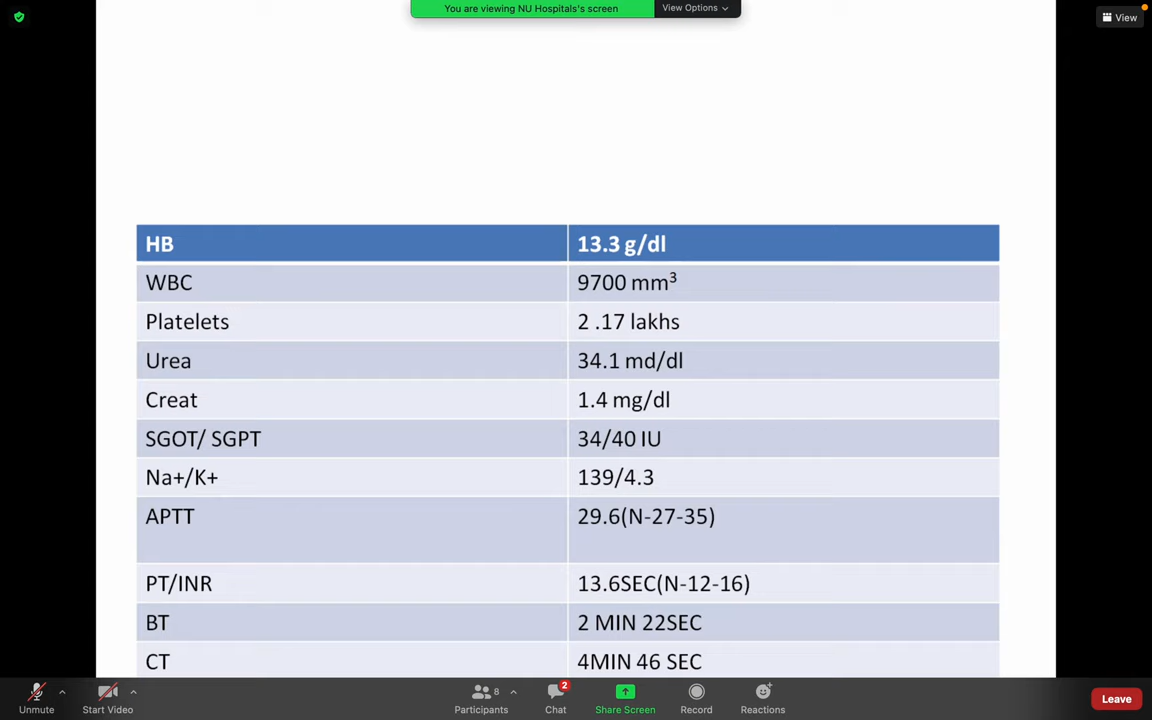 You are viewing NU Hospitals's screen View Options
View
HB 13.3 g/dl
WBC 9700 mm³
Platelets 2 .17 lakhs
Urea 34.1 md/dl
Creat 1.4 mg/dl
SGOT/ SGPT 34/40 IU
Na+/K+ 139/4.3
APTT 29.6(N-27-35)
PT/INR 13.6SEC(N-12-16)
BT 2 MIN 22SEC
CT 4MIN 46 SEC
8 2
Unmute Start Video Participants Chat Share Screen Record Reactions Leave